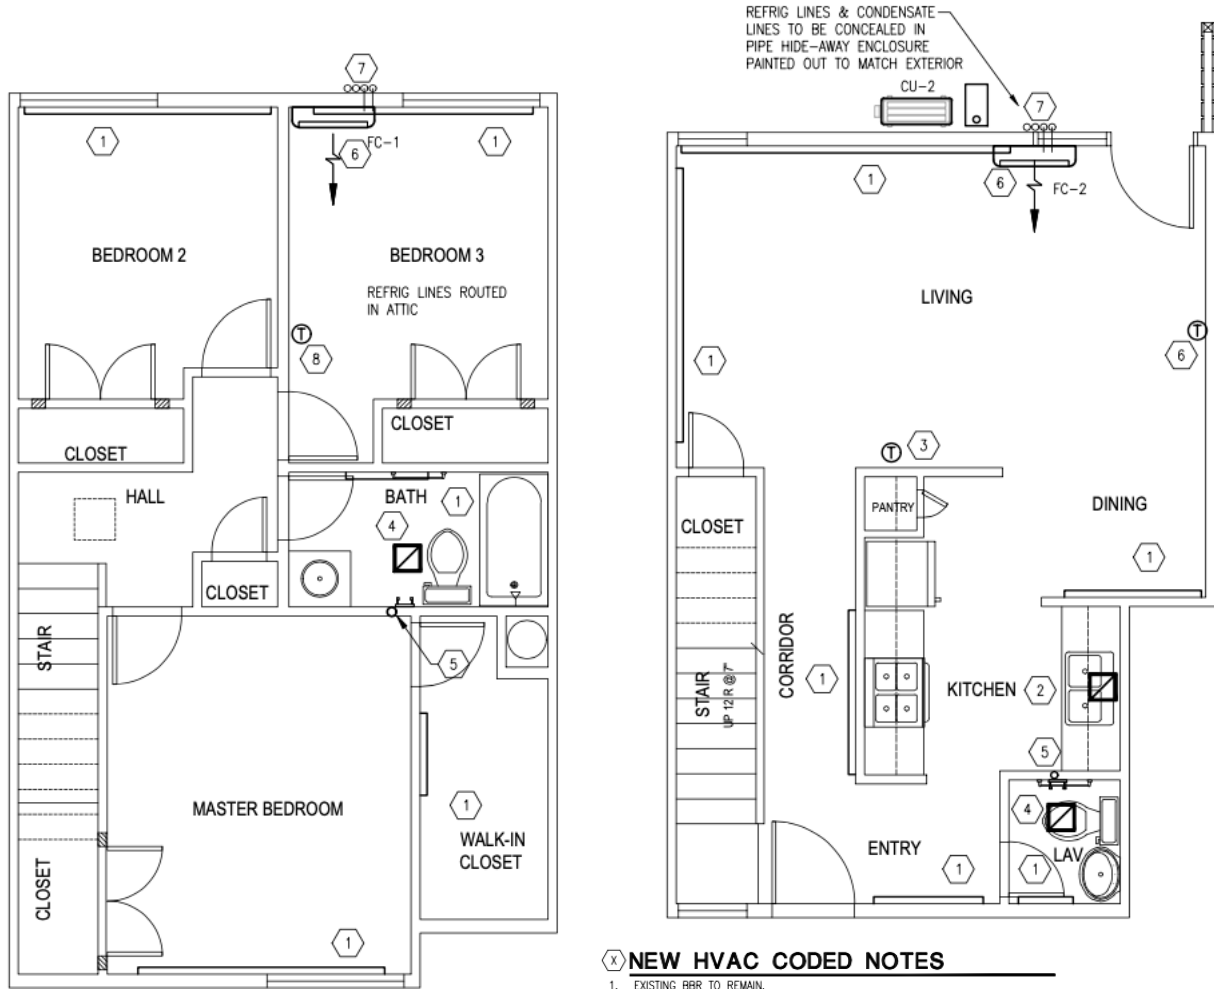 7
1
FC-1
6
1
BEDROOM 2
BEDROOM 3
REFRIG LINES ROUTED
IN ATTIC
T
8
CLOSET
CLOSET
HALL
BATH
1
4
CLOSET
STAIR
5
MASTER BEDROOM
1
WALK-IN
CLOSET
CLOSET
1
REFRIG LINES & CONDENSATE
LINES TO BE CONCEALED IN
PIPE HIDE-AWAY ENCLOSURE
PAINTED OUT TO MATCH EXTERIOR
CU-2
7
1
6
FC-2
LIVING
T
6
1
T
3
PANTRY
DINING
CLOSET
1
CORRIDOR
STAIR
UP 12 R @ 7"
1
KITCHEN
2
5
4
ENTRY
LAV
1
1
X NEW HVAC CODED NOTES
1. EXISTING BBR TO REMAIN.